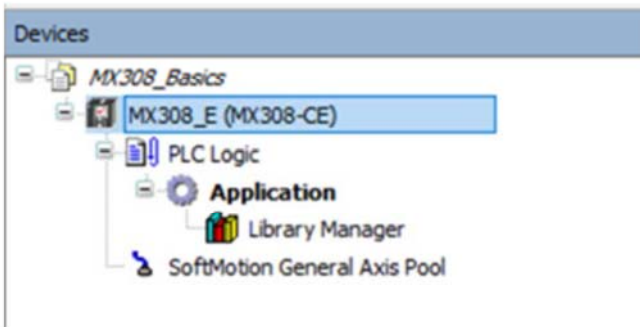 Devices
MX308_Basics
MX308_E (MX308-CE)
PLC Logic
Application
Library Manager
SoftMotion General Axis Pool